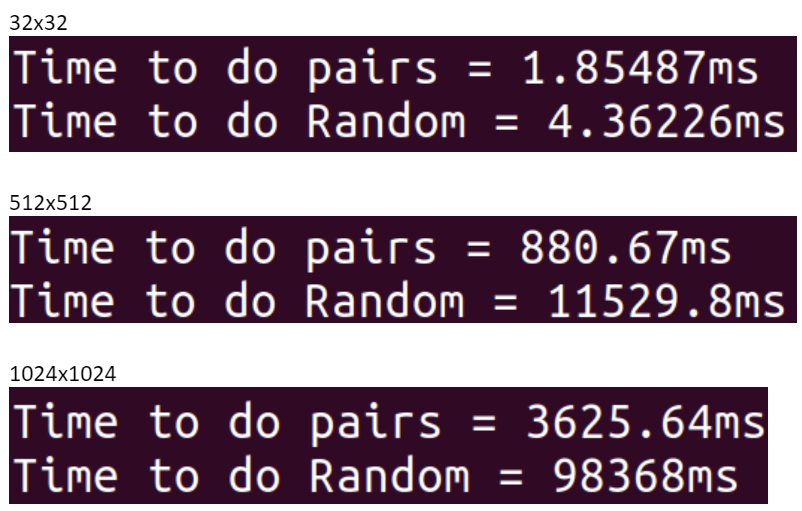 32x32
Time to do pairs = 1.85487ms
Time to do Random = 4.36226ms
512x512
Time to do pairs = 880.67ms
Time to do Random = 11529.8ms
1024x1024
Time to do pairs = 3625.64ms
Time to do Random = 98368ms